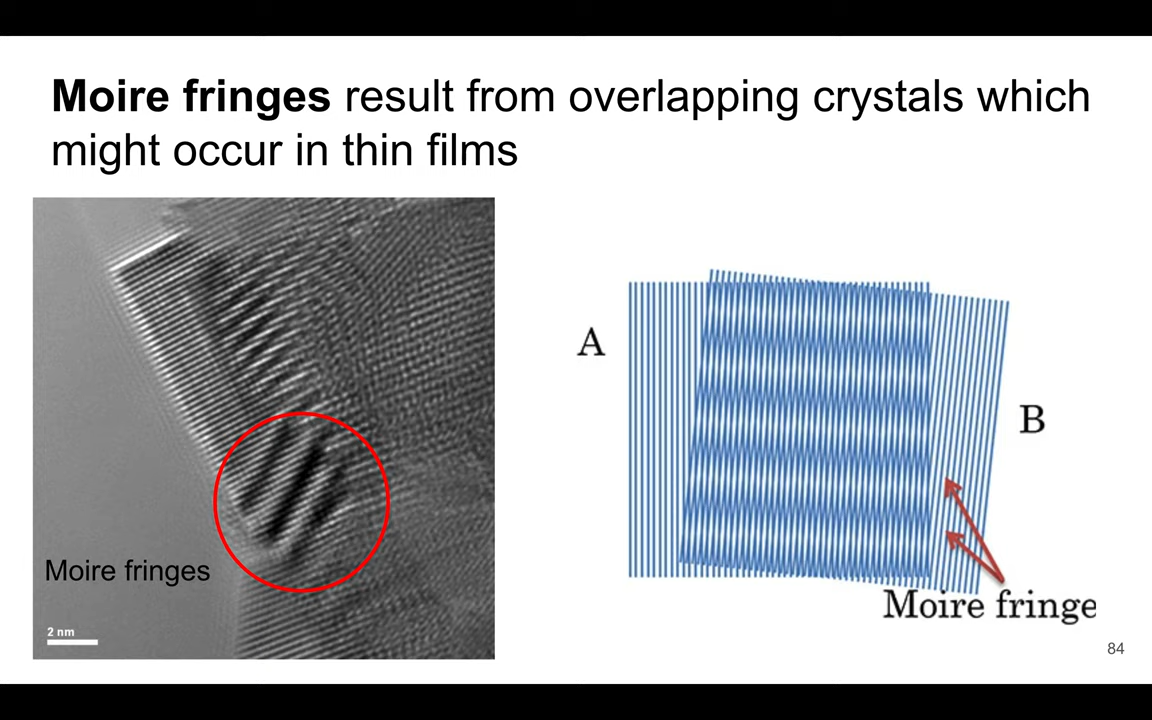 Moire fringes result from overlapping crystals which
might occur in thin films
A
B
Moire fringes
2 nm
Moire fringe
84